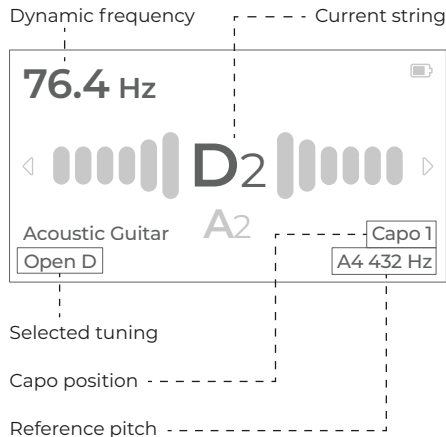 Dynamic frequency
Current string
76.4 Hz
D2
A2
Acoustic Guitar
Capo 1
Open D
A4 432 Hz
Selected tuning
Capo position
Reference pitch